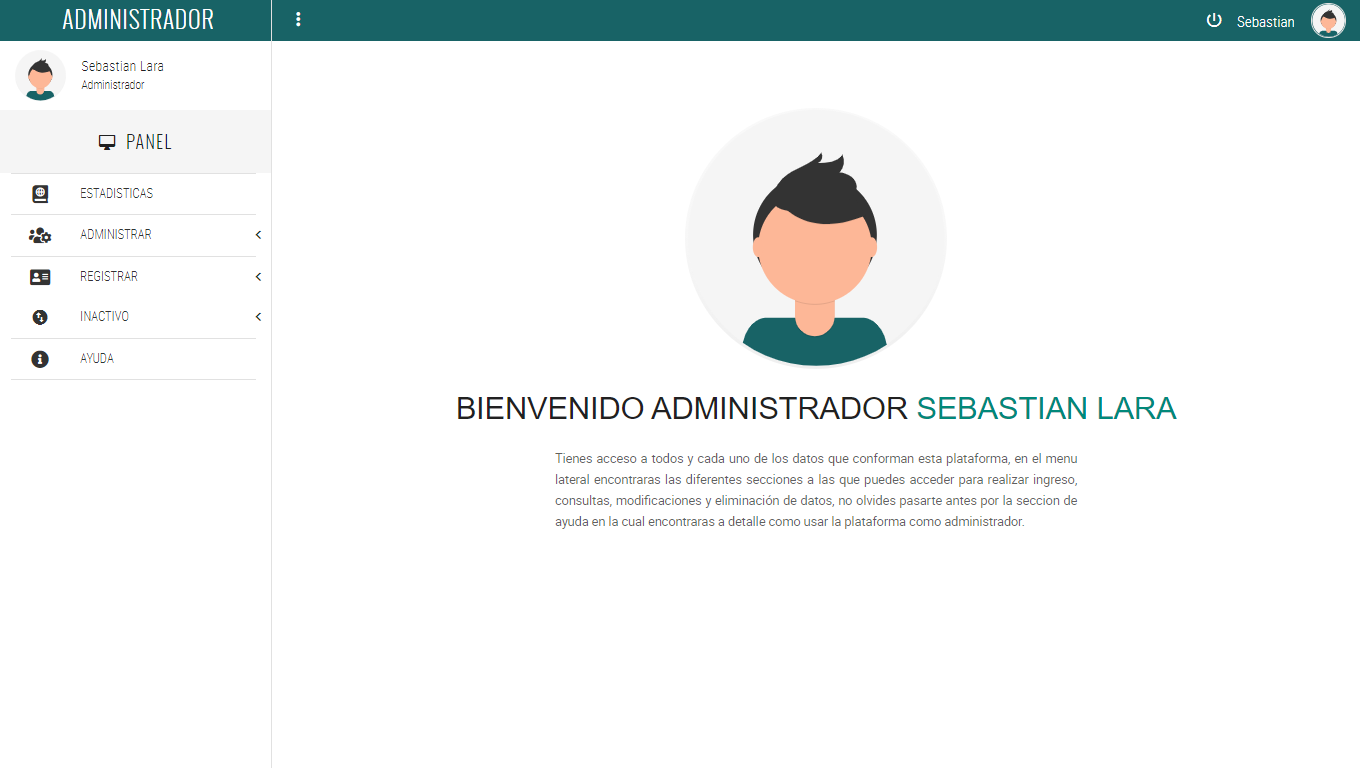 ADMINISTRADOR
Sebastian
Sebastian Lara
Administrador
PANEL
ESTADISTICAS
ADMINISTRAR
REGISTRAR
INACTIVO
AYUDA
BIENVENIDO ADMINISTRADOR SEBASTIAN LARA
Tienes acceso a todos y cada uno de los datos que conforman esta plataforma, en el menu
lateral encontraras las diferentes secciones a las que puedes acceder para realizar ingreso,
consultas, modificaciones y eliminación de datos, no olvides pasarte antes por la seccion de
ayuda en la cual encontraras a detalle como usar la plataforma como administrador.